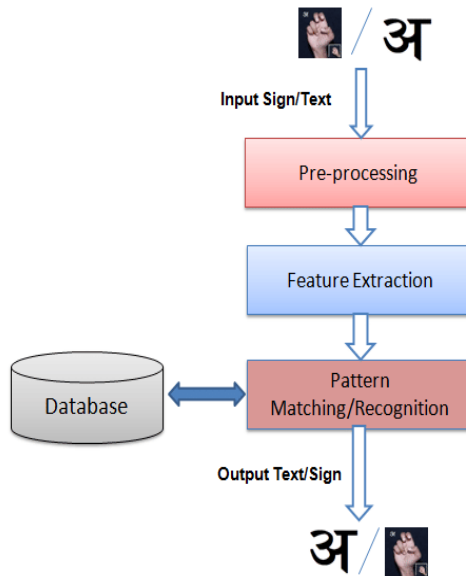 अ
Input Sign/Text
Pre-processing
Feature Extraction
Pattern
Matching/Recognition
Database
Output Text/Sign
अ